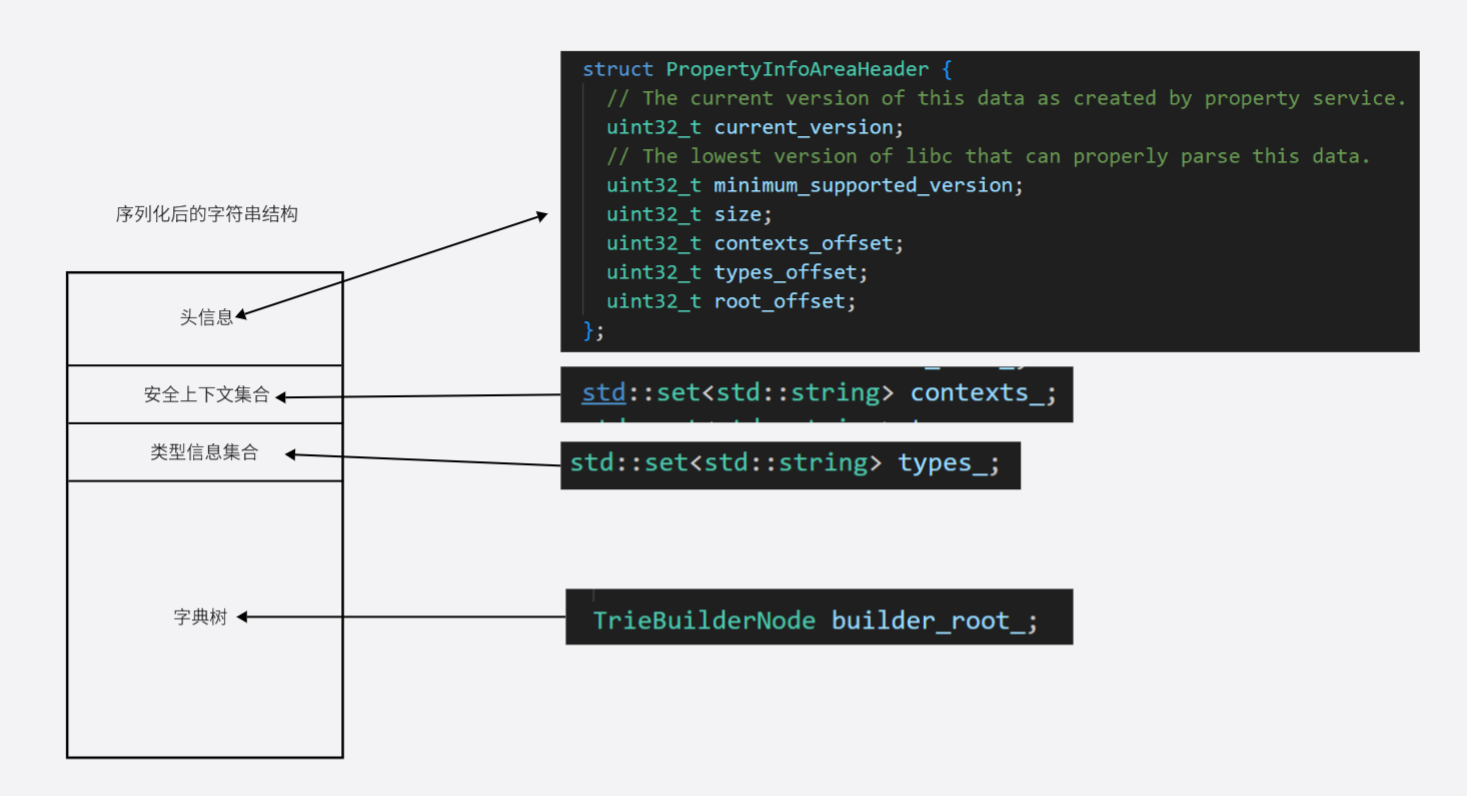 序列化后的字符串结构
头信息
安全上下文集合
类型信息集合
字典树
struct PropertyInfoAreaHeader {
// The current version of this data as created by property service.
uint32_t current_version;
// The lowest version of libc that can properly parse this data.
uint32_t minimum_supported_version;
uint32_t size;
uint32_t contexts_offset;
uint32_t types_offset;
uint32_t root_offset;
};
std::set<std::string> contexts_;
std::set<std::string> types_;
TrieBuilderNode builder_root_;